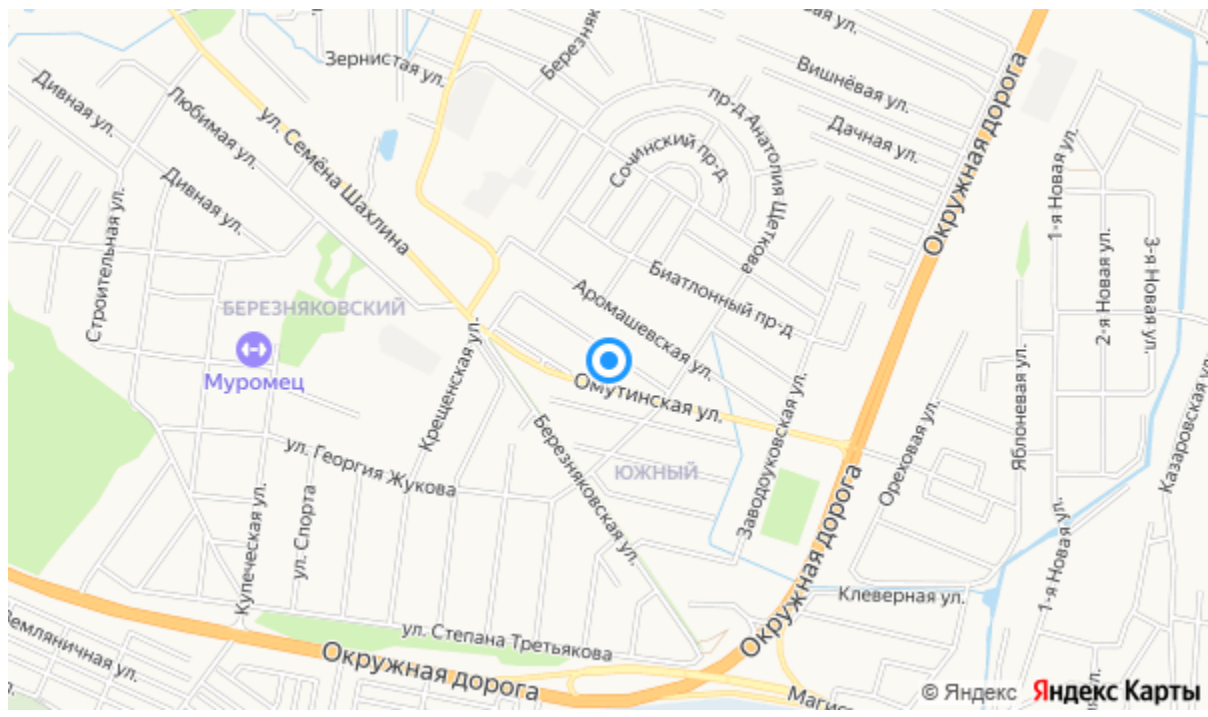 Березняк
вая ул.
Зернистая ул.
Вишнёвая ул.
Дачная ул.
Окружная дорога
Дивная ул.
Любимая ул.
ул. Семёна Шахлина
пр-д Анатолия Щеткова
Сочинский пр-д
1-я Новая ул.
Дивная ул.
Строительная ул.
2-я Новая ул.
3-я Новая ул.
Биатлонный пр-д
Аромашевская ул.
БЕРЕЗНЯКОВСКИЙ
Муромец
Крещенская ул.
Омутинская ул.
Березняковская ул.
ЮЖНЫЙ
Заводоуковская ул.
Ореховая ул.
Яблоневая ул.
Казаровская ул.
ул. Георгия Жукова
ул. Спорта
Купеческая ул.
Окружная дорога
1-я Новая ул.
Клеверная ул.
Земляничная ул.
ул. Степана Третьякова
Окружная дорога
Магис
© Яндекс Яндекс Карты